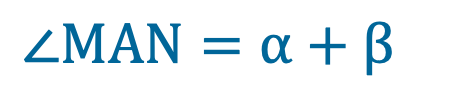 ∠MAN = α + β